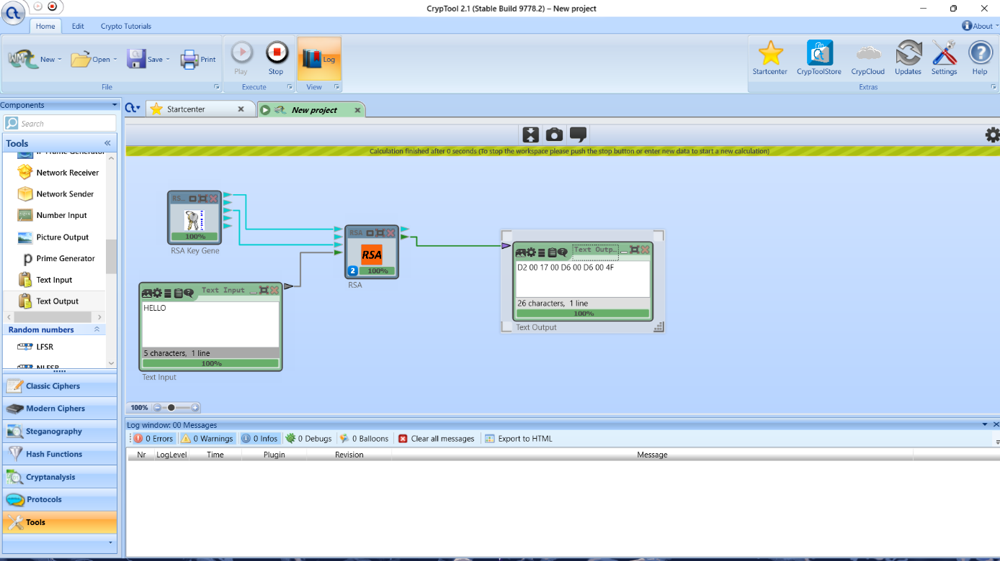 CrypTool 2.1 (Stable Build 9778.2) – New project
Home Edit Crypto Tutorials About
New Open Save Print Play Stop Log Startcenter CrypToolStore CrypCloud Updates Settings Help
File Execute View Extras
Components
Startcenter New project
Search
Tools
IP Frame Generator
Calculation finished after 0 seconds (To stop the workspace please push the stop button or enter new data to start a new calculation)
Network Receiver
Network Sender
Number Input
Picture Output
Prime Generator
Text Input
Text Output
Random numbers
LFSR
NLFSR
Classic Ciphers
Modern Ciphers
Steganography
Hash Functions
Cryptanalysis
Protocols
Tools
RS...
100%
RSA Key Gene
RSA
RSA
2 100%
RSA
Text Input
HELLO
5 characters, 1 line
100%
Text Input
Text Outp...
D2 00 17 00 D6 00 D6 00 4F
26 characters, 1 line
100%
Text Output
100%
Log window: 00 Messages
0 Errors 0 Warnings 0 Infos 0 Debugs 0 Balloons Clear all messages Export to HTML
Nr LogLevel Time Plugin Revision Message